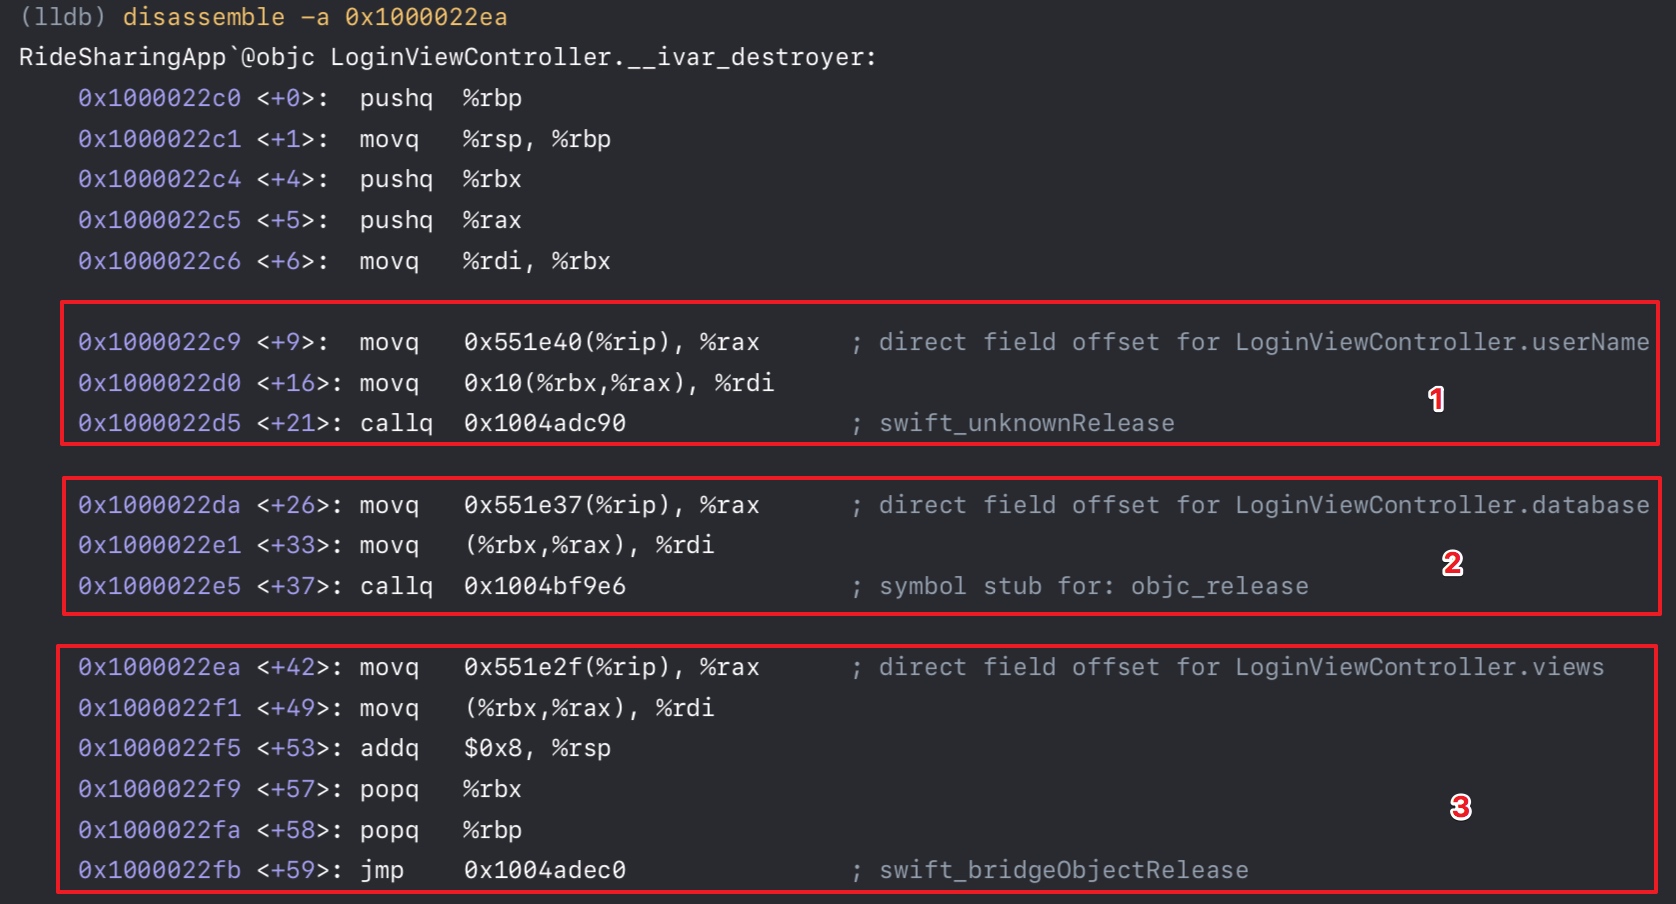 (lldb) disassemble -a 0x1000022ea
RideSharingApp`@objc LoginViewController.__ivar_destroyer:
0x1000022c0 <+0>: pushq %rbp
0x1000022c1 <+1>: movq %rsp, %rbp
0x1000022c4 <+4>: pushq %rbx
0x1000022c5 <+5>: pushq %rax
0x1000022c6 <+6>: movq %rdi, %rbx
0x1000022c9 <+9>: movq 0x551e40(%rip), %rax ; direct field offset for LoginViewController.userName
0x1000022d0 <+16>: movq 0x10(%rbx,%rax), %rdi
1
0x1000022d5 <+21>: callq 0x1004adc90 ; swift_unknownRelease
0x1000022da <+26>: movq 0x551e37(%rip), %rax ; direct field offset for LoginViewController.database
0x1000022e1 <+33>: movq (%rbx,%rax), %rdi
2
0x1000022e5 <+37>: callq 0x1004bf9e6 ; symbol stub for: objc_release
0x1000022ea <+42>: movq 0x551e2f(%rip), %rax ; direct field offset for LoginViewController.views
0x1000022f1 <+49>: movq (%rbx,%rax), %rdi
0x1000022f5 <+53>: addq $0x8, %rsp
0x1000022f9 <+57>: popq %rbx
3
0x1000022fa <+58>: popq %rbp
0x1000022fb <+59>: jmp 0x1004adec0 ; swift_bridgeObjectRelease